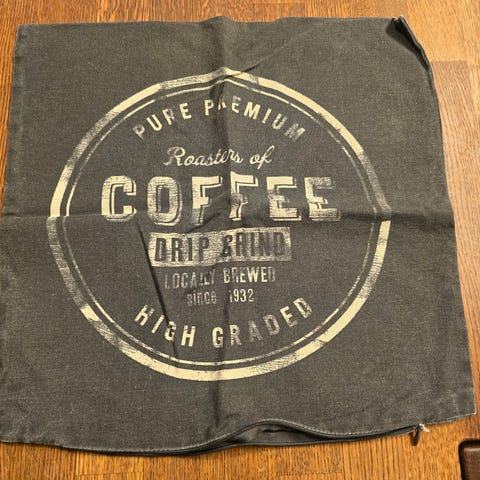 PURE PREMIUM
Roasters of
COFFEE
DRIP GRIND
LOCALLY BREWED
SINCE 1932
HIGH GRADED